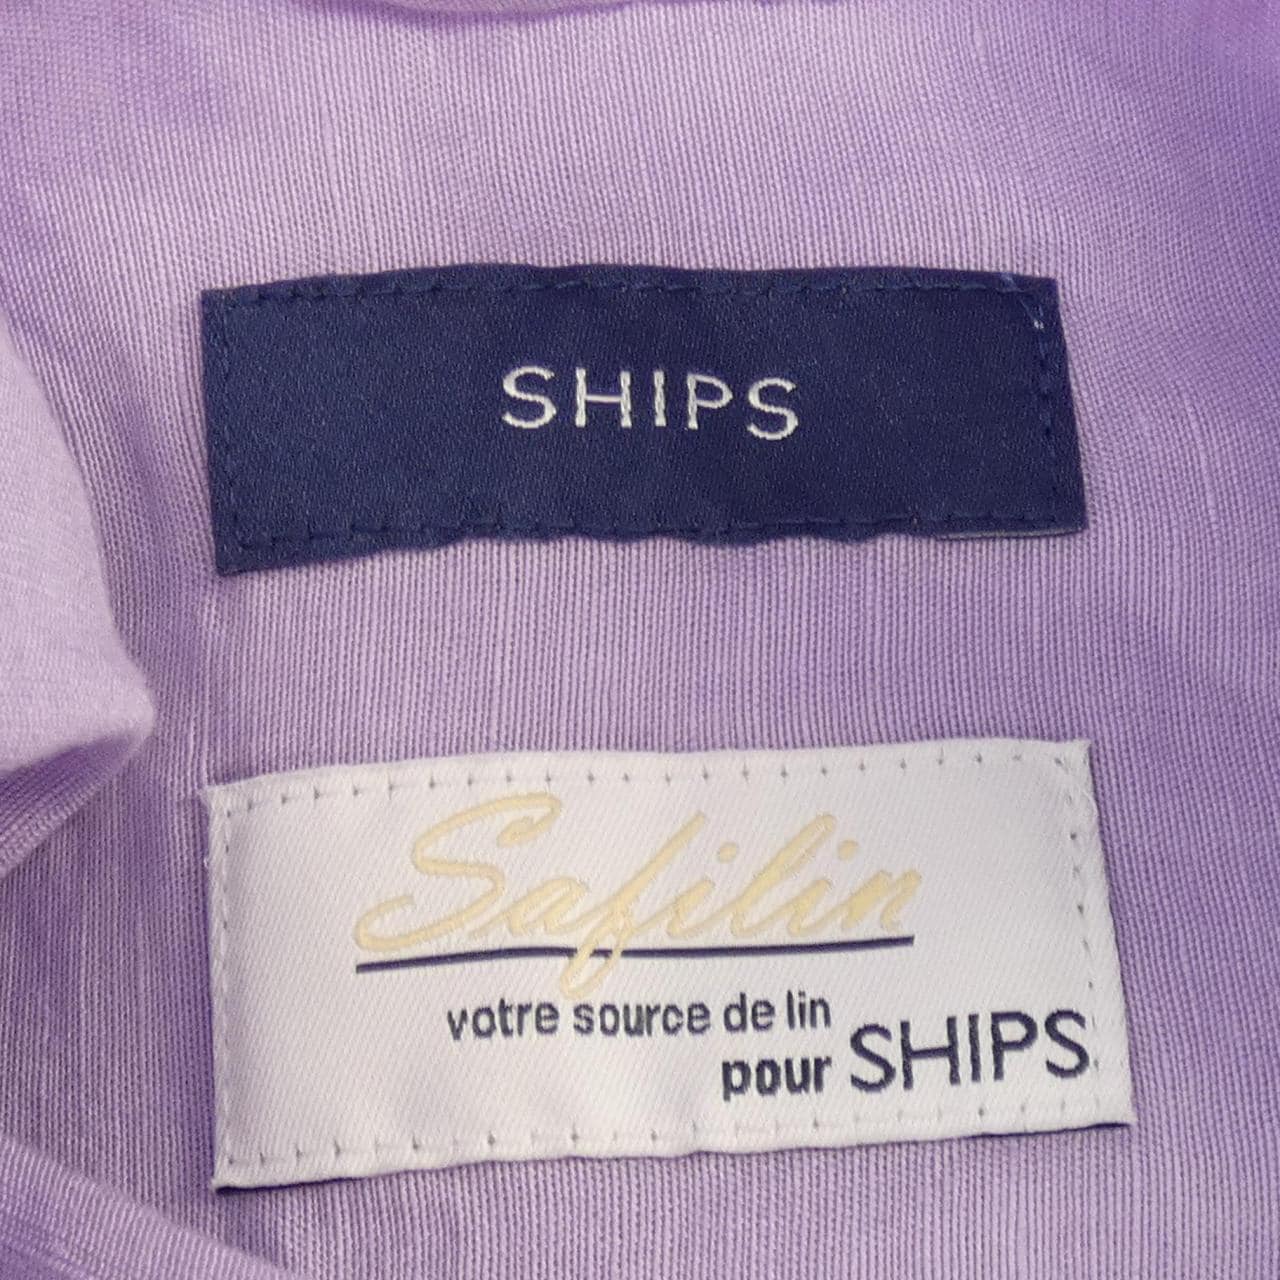 SHIPS
Safilin
votre source de lin
pour SHIPS